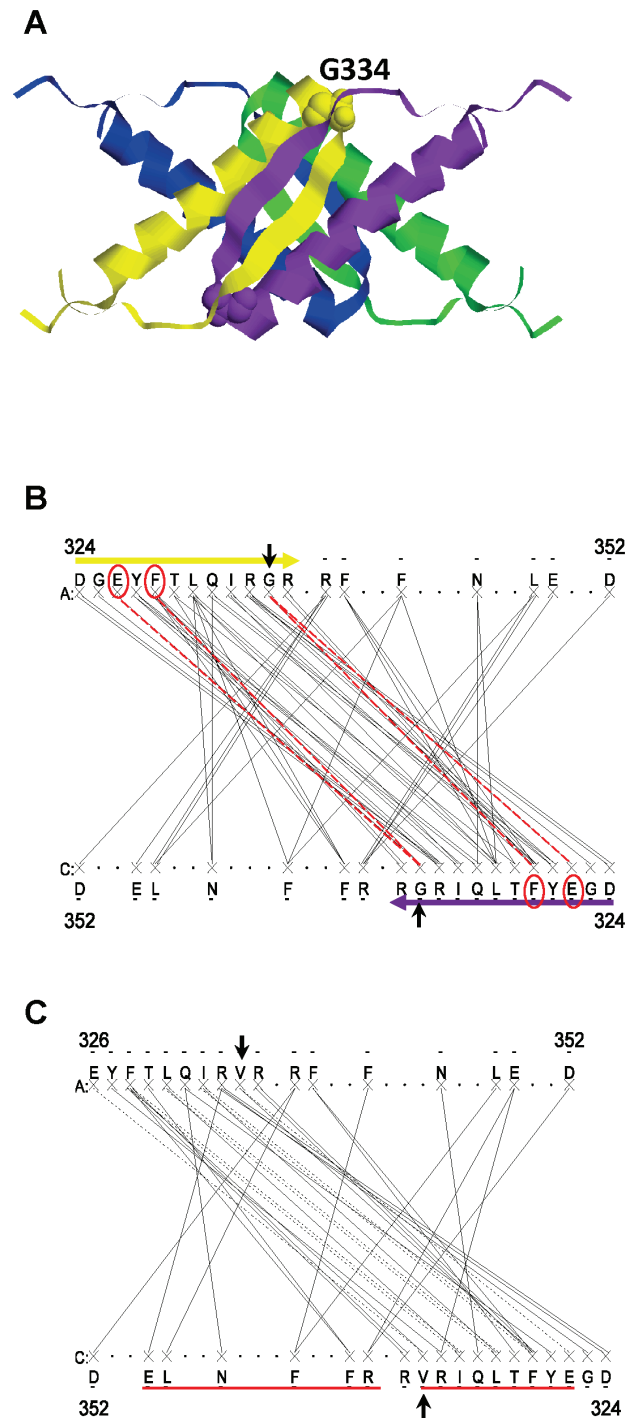 A
G334
B
324 352
D G E Y F T L Q I R G R R F F N L E D
A:
C:
D E L N F F R R G R I Q L T F Y E G D
352 324
C
326 352
E Y F T L Q I R V R R F F N L E D
A:
C:
D E L N F F R R V R I Q L T F Y E G D
352 324